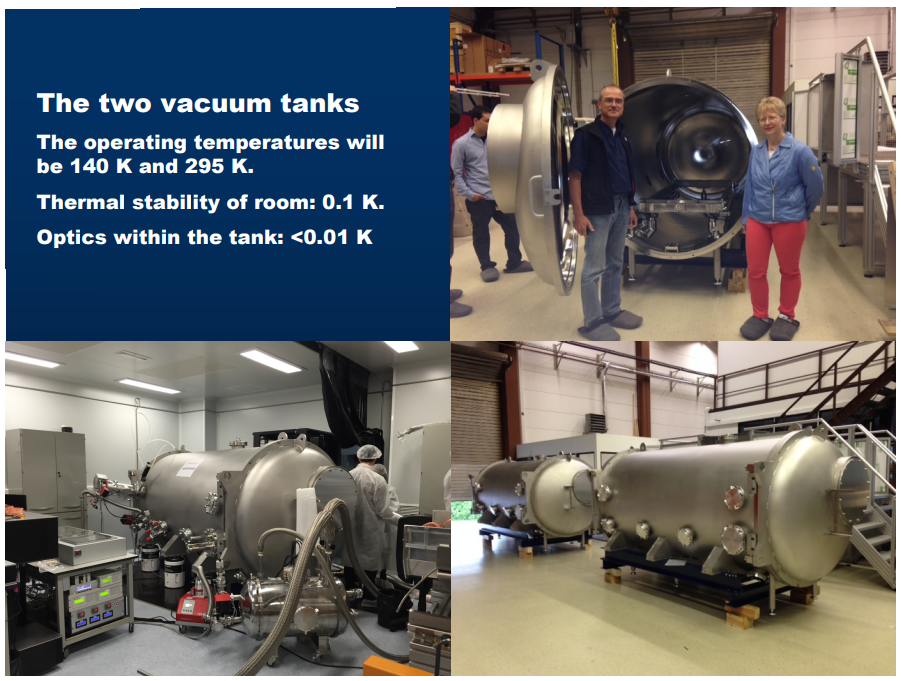 The two vacuum tanks
The operating temperatures will
be 140 K and 295 K.
Thermal stability of room: 0.1 K.
Optics within the tank: <0.01 K